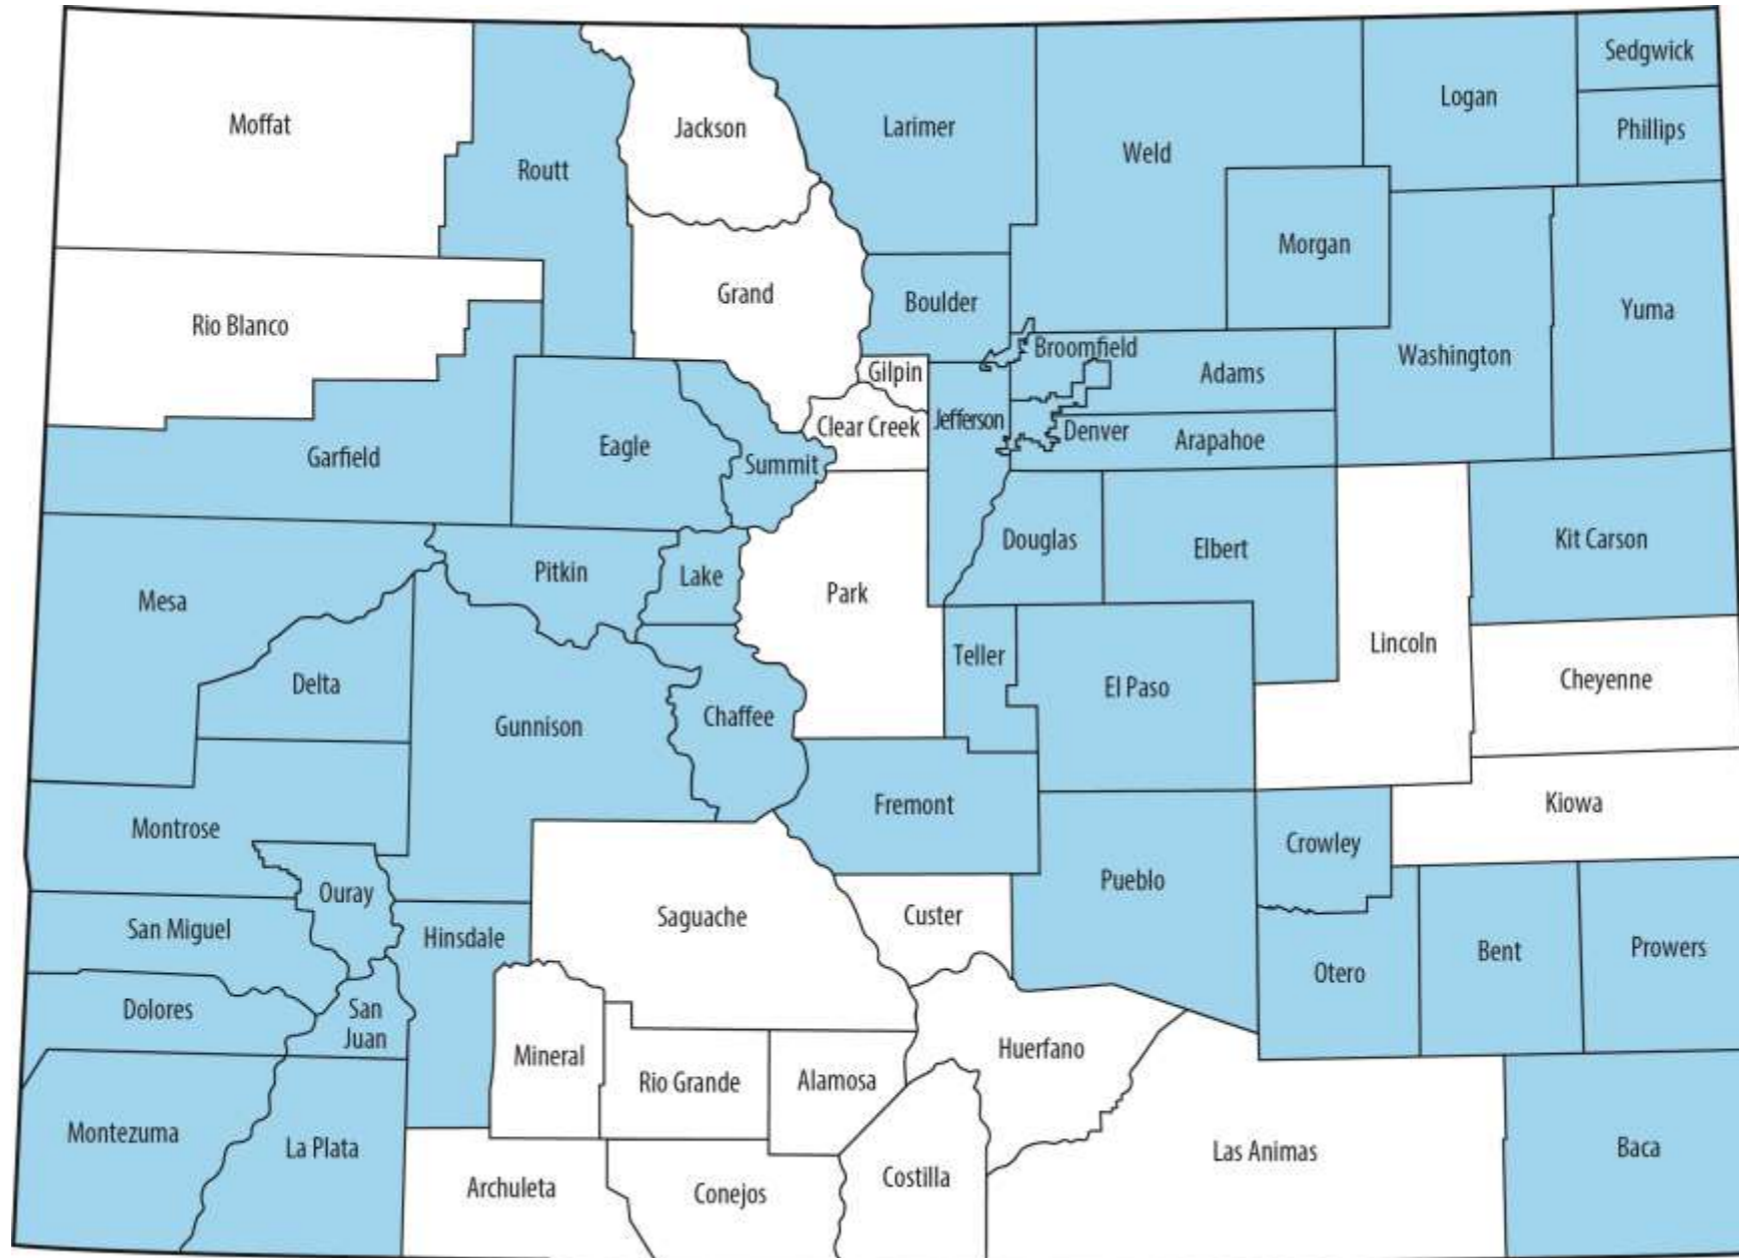 Sedgwick
Logan
Moffat
Jackson
Larimer
Phillips
Weld
Routt
Morgan
Grand
Boulder
Yuma
Rio Blanco
Broomfield
Washington
Gilpin
Adams
Clear Creek
Jefferson
Denver
Arapahoe
Eagle
Garfield
Summit
Kit Carson
Douglas
Elbert
Pitkin
Lake
Park
Mesa
Lincoln
Teller
Cheyenne
Delta
El Paso
Chaffee
Gunnison
Kiowa
Fremont
Montrose
Crowley
Pueblo
Ouray
Saguache
Custer
San Miguel
Hinsdale
Prowers
Bent
Otero
Dolores
San
Juan
Huerfano
Mineral
Rio Grande
Alamosa
Montezuma
La Plata
Baca
Las Animas
Costilla
Archuleta
Conejos